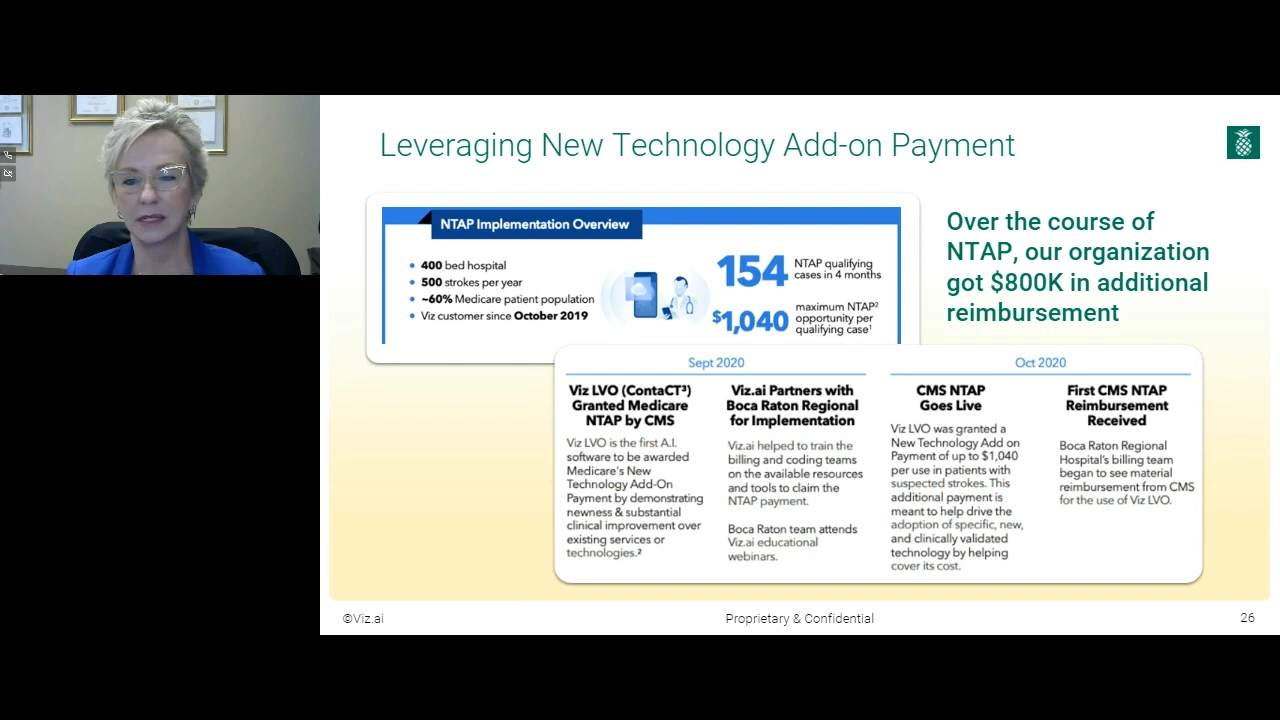 Leveraging New Technology Add-on Payment
NTAP Implementation Overview
• 400 bed hospital
• 500 strokes per year
• ~60% Medicare patient population
• Viz customer since October 2019
154 NTAP qualifying
cases in 4 months
$1,040 maximum NTAP²
opportunity per
qualifying case¹
Over the course of
NTAP, our organization
got $800K in additional
reimbursement
Sept 2020
Viz LVO (ContaCT³)
Granted Medicare
NTAP by CMS
Viz LVO is the first A.I.
software to be awarded
Medicare's New
Technology Add-On
Payment by demonstrating
newness & substantial
clinical improvement over
existing services or
technologies.²
Viz.ai Partners with
Boca Raton Regional
for Implementation
Viz.ai helped to train the
billing and coding teams
on the available resources
and tools to claim the
NTAP payment.
Boca Raton team attends
Viz.ai educational
webinars.
Oct 2020
CMS NTAP
Goes Live
Viz LVO was granted a
New Technology Add on
Payment of up to $1,040
per use in patients with
suspected strokes. This
additional payment is
meant to help drive the
adoption of specific, new,
and clinically validated
technology by helping
cover its cost.
First CMS NTAP
Reimbursement
Received
Boca Raton Regional
Hospital's billing team
began to see material
reimbursement from CMS
for the use of Viz LVO.
©Viz.ai
Proprietary & Confidential
26